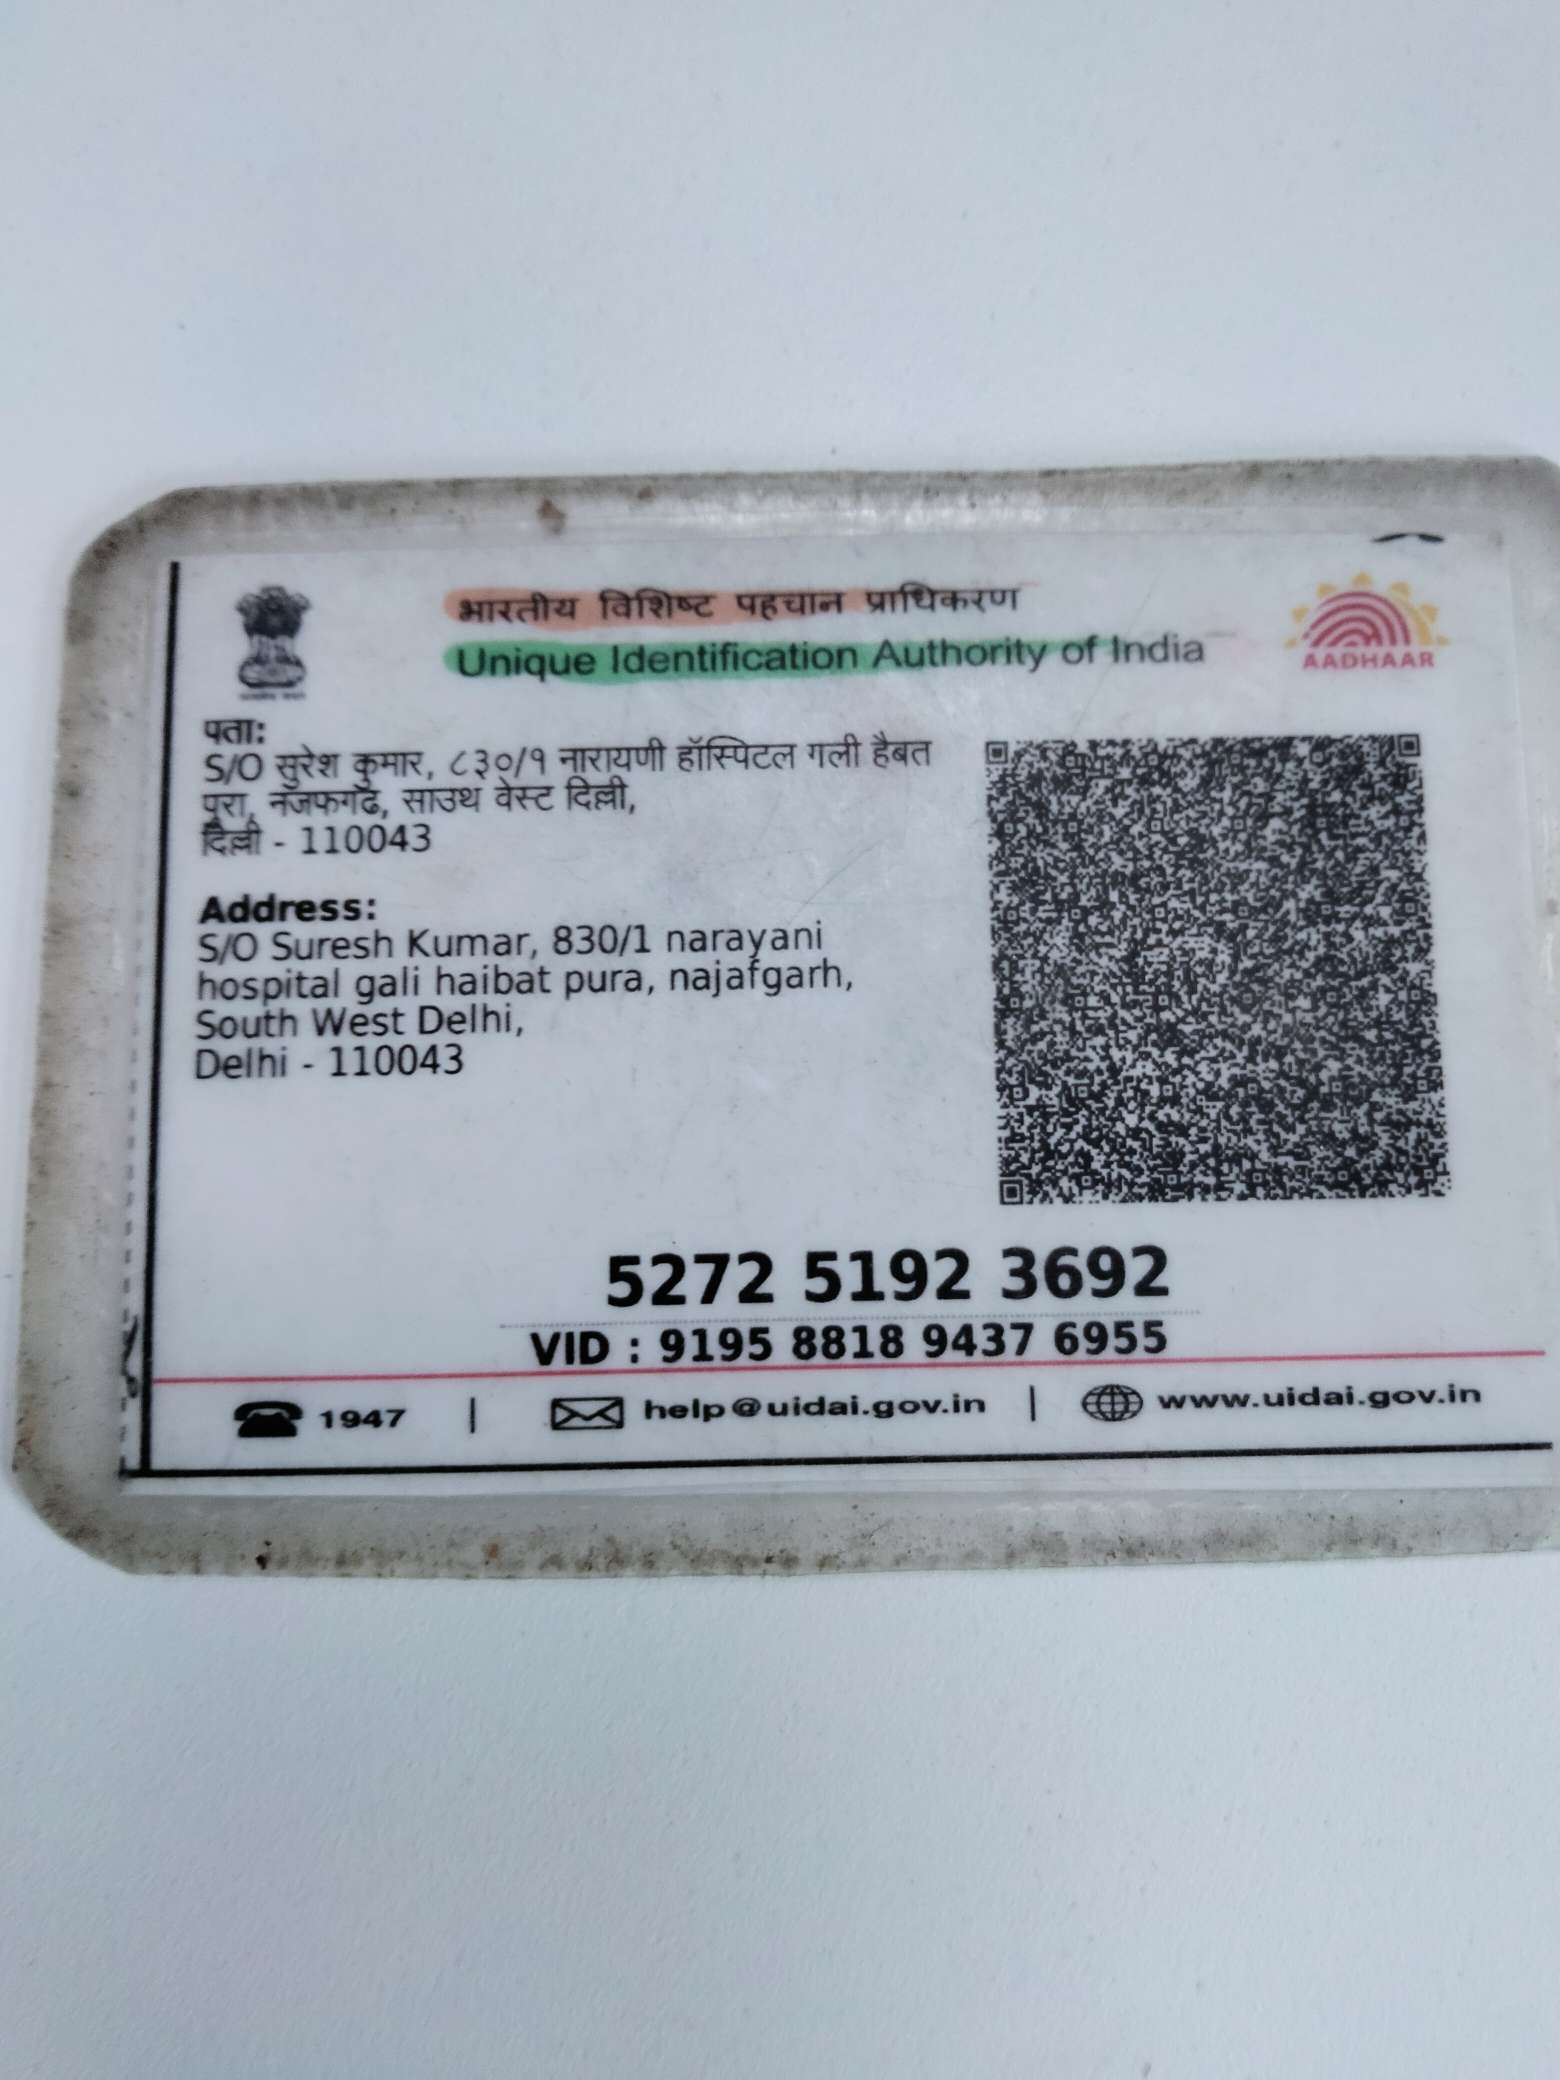 भारतीय विशिष्ट पहचान प्राधिकरण
Unique Identification Authority of India
AADHAAR
पता:
S/O सुरेश कुमार, ८३०/१ नारायणी हॉस्पिटल गली हैबत
पुरा, नजफगढ, साउथ वेस्ट दिल्ली,
दिल्ली - 110043
Address:
S/O Suresh Kumar, 830/1 narayani
hospital gali haibat pura, najafgarh,
South West Delhi,
Delhi - 110043
5272 5192 3692
VID : 9195 8818 9437 6955
1947 | help@uidai.gov.in | www.uidai.gov.in